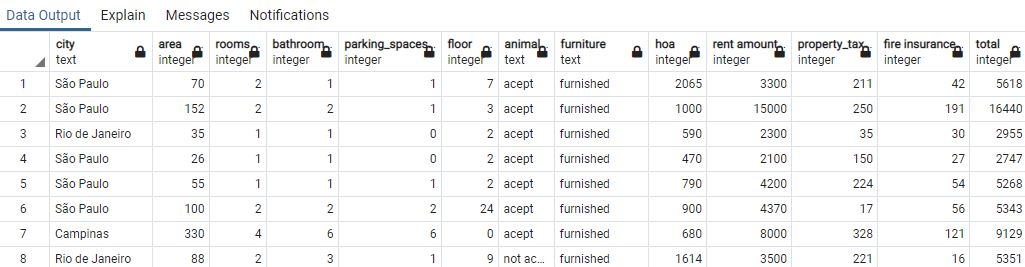 Data Output Explain Messages Notifications
city area rooms bathroom parking_spaces floor animal furniture hoa rent amount property_tax fire insurance total
text integer integer integer integer integer text text integer integer integer integer integer
1 São Paulo 70 2 1 1 7 acept furnished 2065 3300 211 42 5618
2 São Paulo 152 2 2 1 3 acept furnished 1000 15000 250 191 16440
3 Rio de Janeiro 35 1 1 0 2 acept furnished 590 2300 35 30 2955
4 São Paulo 26 1 1 0 2 acept furnished 470 2100 150 27 2747
5 São Paulo 55 1 1 1 2 acept furnished 790 4200 224 54 5268
6 São Paulo 100 2 2 2 24 acept furnished 900 4370 17 56 5343
7 Campinas 330 4 6 6 0 acept furnished 680 8000 328 121 9129
8 Rio de Janeiro 88 2 3 1 9 not ac... furnished 1614 3500 221 16 5351